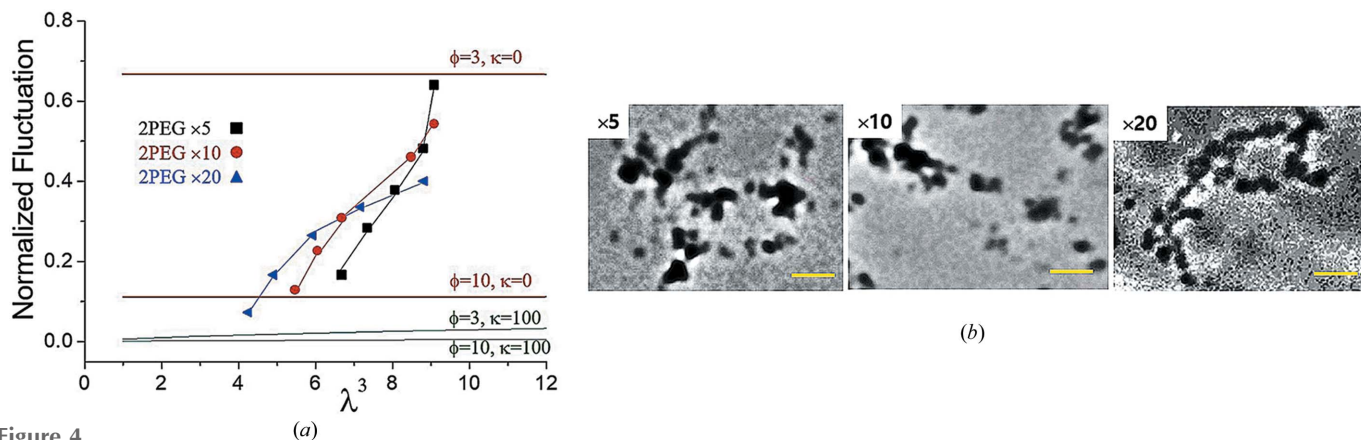 0.8
0.6
0.4
0.2
0.0
Normalized Fluctuation
ϕ=3, κ=0
2PEG ×5
2PEG ×10
2PEG ×20
ϕ=10, κ=0
ϕ=3, κ=100
ϕ=10, κ=100
0 2 4 6 8 10 12
λ³
(a)
×5
×10
×20
(b)
Figure 4